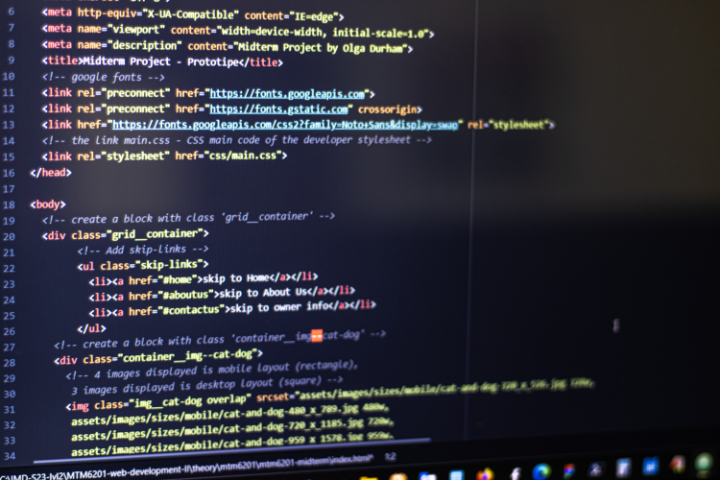 6 <meta http-equiv="X-UA-Compatible" content="IE=edge">
7 <meta name="viewport" content="width=device-width, initial-scale=1.0">
8 <meta name="description" content="Midterm Project by Olga Durham">
9 <title>Midterm Project - Prototipe</title>
10 <!-- google fonts -->
11 <link rel="preconnect" href="https://fonts.googleapis.com">
12 <link rel="preconnect" href="https://fonts.gstatic.com" crossorigin>
13 <link href="https://fonts.googleapis.com/css2?family=Noto+Sans&display=swap" rel="stylesheet">
14 <!-- the link main.css - CSS main code of the developer stylesheet -->
15 <link rel="stylesheet" href="css/main.css">
16 </head>
17
18 <body>
19 <!-- create a block with class 'grid__container' -->
20 <div class="grid__container">
21 <!-- Add skip-links -->
22 <ul class="skip-links">
23 <li><a href="#home">skip to Home</a></li>
24 <li><a href="#aboutus">skip to About Us</a></li>
25 <li><a href="#contactus">skip to owner info</a></li>
26 </ul>
27 <!-- create a block with class 'container__img--cat-dog' -->
28 <div class="container__img--cat-dog">
29 <!-- 4 images displayed is mobile layout (rectangle),
30 3 images displayed is desktop layout (square) -->
31 <img class="img__cat-dog overlap" srcset="assets/images/sizes/mobile/cat-and-dog-320_x_526.jpg 320w,
32 assets/images/sizes/mobile/cat-and-dog-480_x_789.jpg 480w,
33 assets/images/sizes/mobile/cat-and-dog-720_x_1185.jpg 720w,
34 assets/images/sizes/mobile/cat-and-dog-959_x_1578.jpg 959w,
C:\IMD-S23-lvl2\MTM6201-web-development-II\theory\mtm6201\mtm6201-midterm\index.html* 1:2